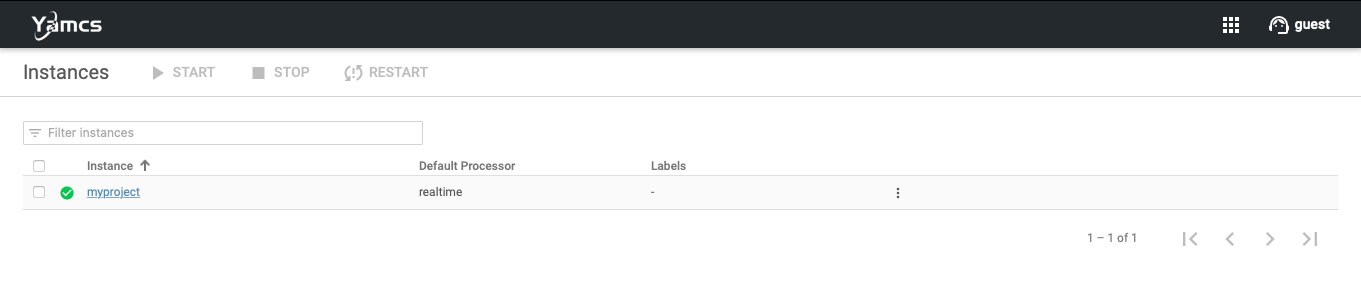 Yamcs guest
Instances START STOP RESTART
Filter instances
Instance Default Processor Labels
myproject realtime -
1 – 1 of 1